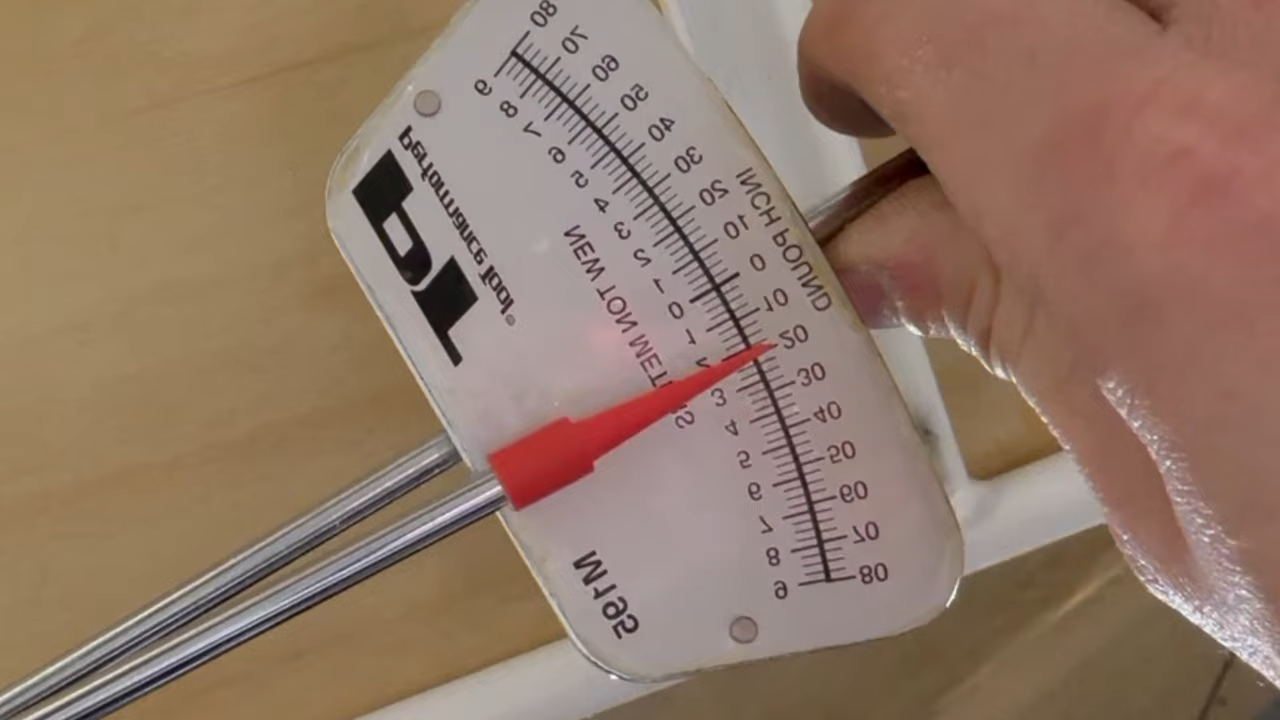 80 70 60 50 40 30 20 10 0 10 20 30 40 50 60 70 80
INCH POUND
9 8 7 6 5 4 3 2 1 0 1 2 3 4 5 6 7 8 9
NEWTON METERS
PT
Performance Tool®
M195